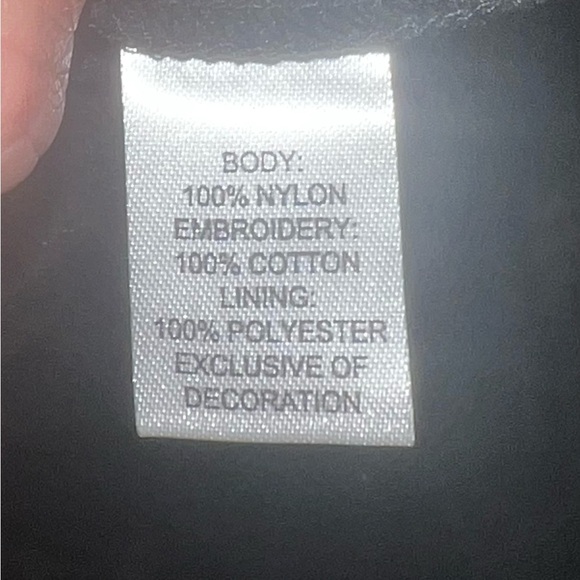 BODY:
100% NYLON
EMBROIDERY:
100% COTTON
LINING:
100% POLYESTER
EXCLUSIVE OF
DECORATION